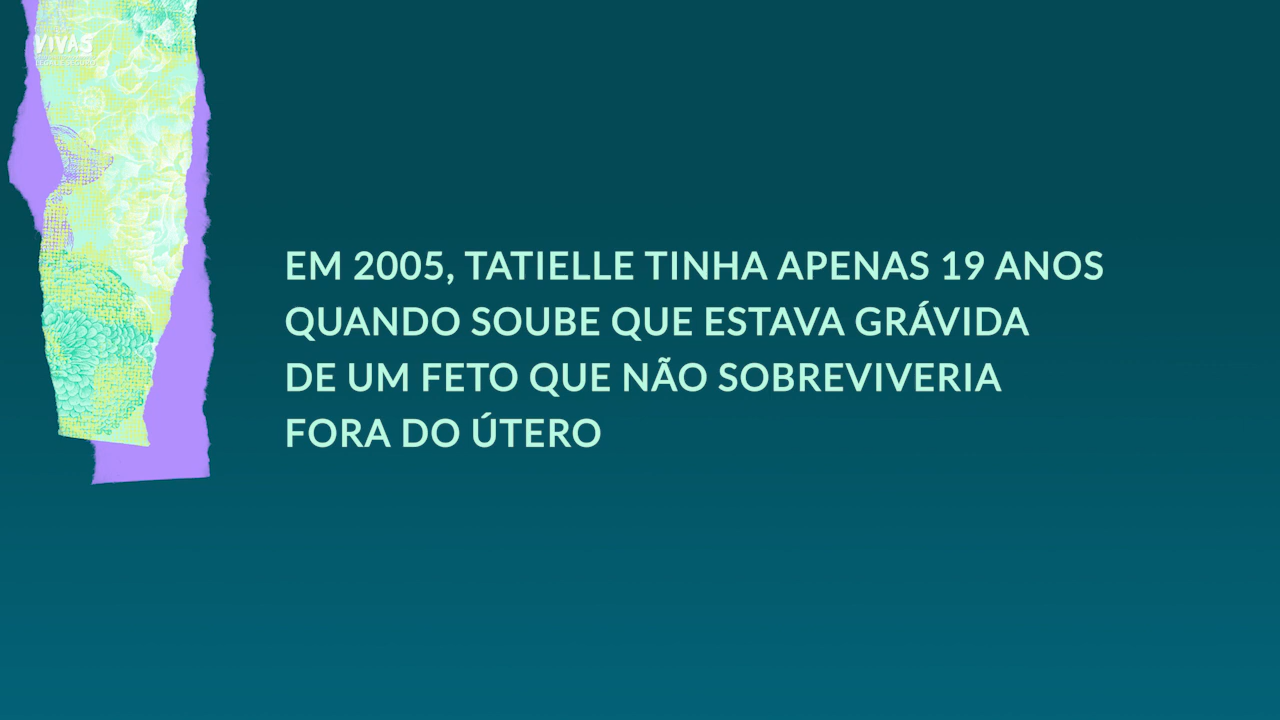 VIVAS
EM 2005, TATIELLE TINHA APENAS 19 ANOS
QUANDO SOUBE QUE ESTAVA GRÁVIDA
DE UM FETO QUE NÃO SOBREVIVERIA
FORA DO ÚTERO